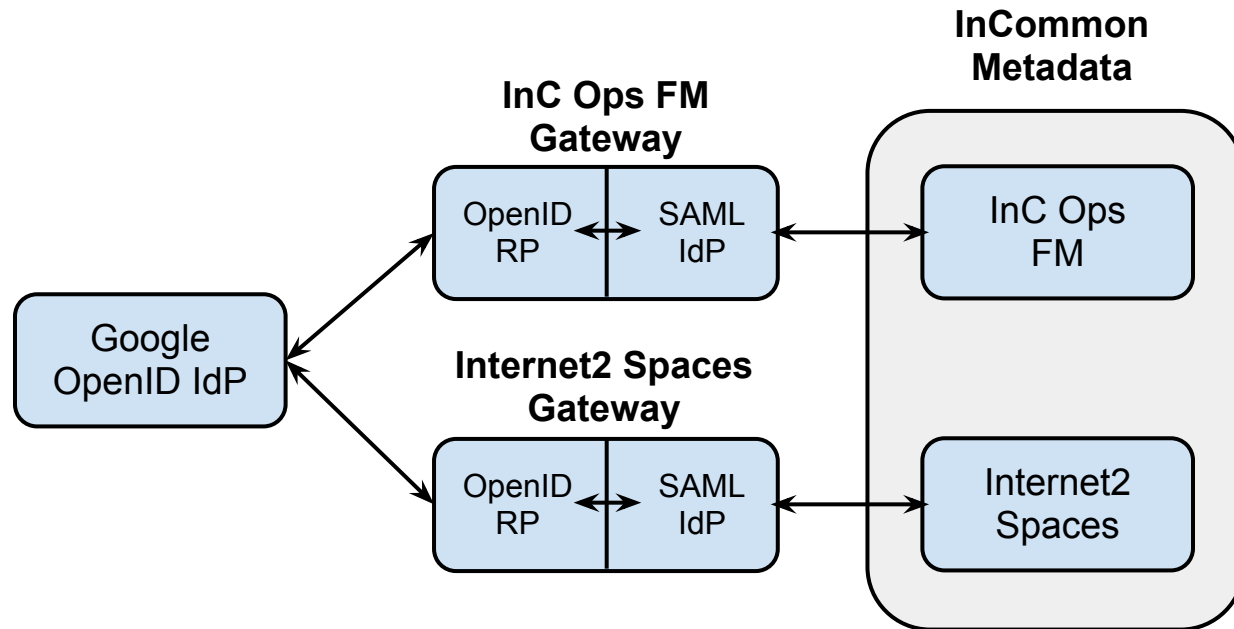 InCommon
Metadata
InC Ops FM
Gateway
OpenID
RP
SAML
IdP
InC Ops
FM
Google
OpenID IdP
Internet2 Spaces
Gateway
OpenID
RP
SAML
IdP
Internet2
Spaces